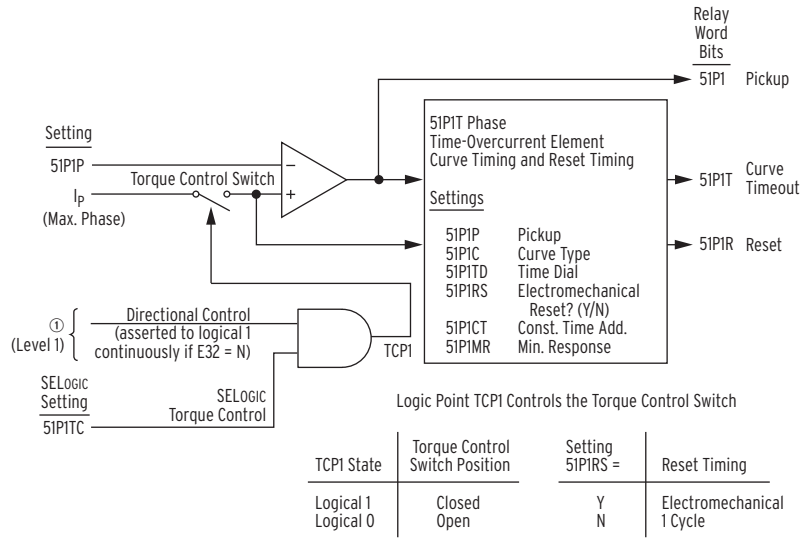 Relay
Word
Bits
51P1 Pickup
Setting
51P1P
Torque Control Switch
IP
(Max. Phase)
−
+
51P1T Phase
Time-Overcurrent Element
Curve Timing and Reset Timing
Settings
51P1P Pickup
51P1C Curve Type
51P1TD Time Dial
51P1RS Electromechanical
Reset? (Y/N)
51P1CT Const. Time Add.
51P1MR Min. Response
51P1T Curve
Timeout
51P1R Reset
①
(Level 1)
Directional Control
(asserted to logical 1
continuously if E32 = N)
TCP1
SELOGIC
Setting
51P1TC
SELOGIC
Torque Control
Logic Point TCP1 Controls the Torque Control Switch
TCP1 State Torque Control
Switch Position
Logical 1 Closed
Logical 0 Open
Setting
51P1RS = Reset Timing
Y Electromechanical
N 1 Cycle